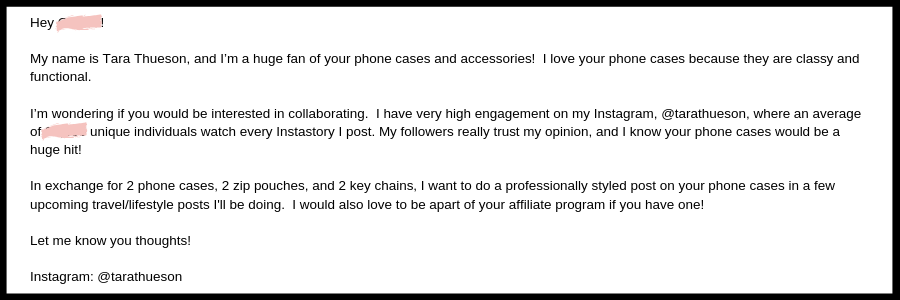 Hey !
My name is Tara Thueson, and I'm a huge fan of your phone cases and accessories!  I love your phone cases because they are classy and
functional.
I'm wondering if you would be interested in collaborating.  I have very high engagement on my Instagram, @tarathueson, where an average
of unique individuals watch every Instastory I post. My followers really trust my opinion, and I know your phone cases would be a
huge hit!
In exchange for 2 phone cases, 2 zip pouches, and 2 key chains, I want to do a professionally styled post on your phone cases in a few
upcoming travel/lifestyle posts I'll be doing.  I would also love to be apart of your affiliate program if you have one!
Let me know you thoughts!
Instagram: @tarathueson